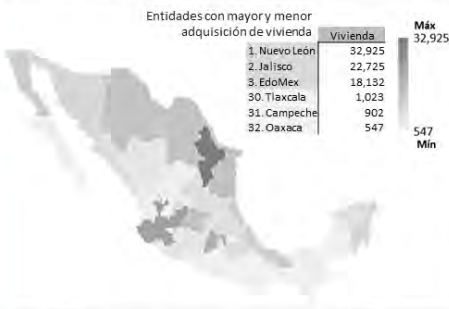 Entidades con mayor y menor
adquisición de vivienda
Vivienda
1. Nuevo León 32,925
2. Jalisco 22,725
3. EdoMex 18,132
30. Tlaxcala 1,023
31. Campeche 902
32. Oaxaca 547
Máx
32,925
547
Mín